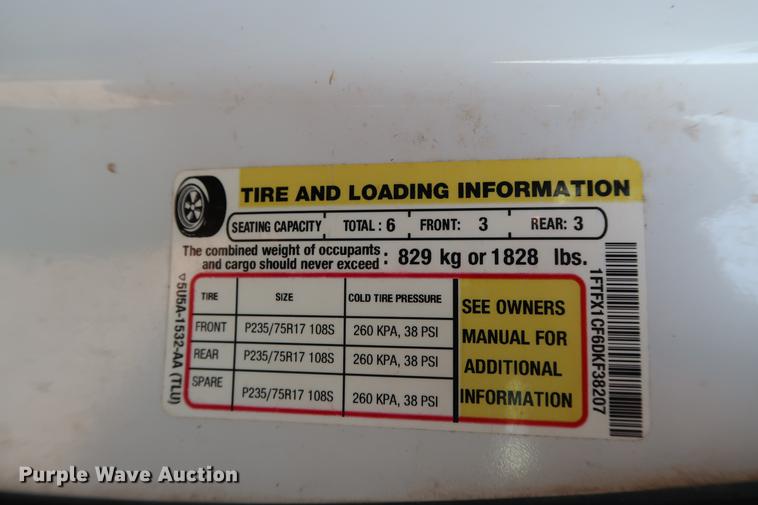 TIRE AND LOADING INFORMATION
SEATING CAPACITY TOTAL : 6 FRONT: 3 REAR: 3
The combined weight of occupants and cargo should never exceed : 829 kg or 1828 lbs.
TIRE SIZE COLD TIRE PRESSURE
FRONT P235/75R17 108S 260 KPA, 38 PSI
REAR P235/75R17 108S 260 KPA, 38 PSI
SPARE P235/75R17 108S 260 KPA, 38 PSI
SEE OWNERS
MANUAL FOR
ADDITIONAL
INFORMATION
▽5U5A-1532-AA (TLU)
1FTFX1CF6DKF38207
Purple Wave Auction